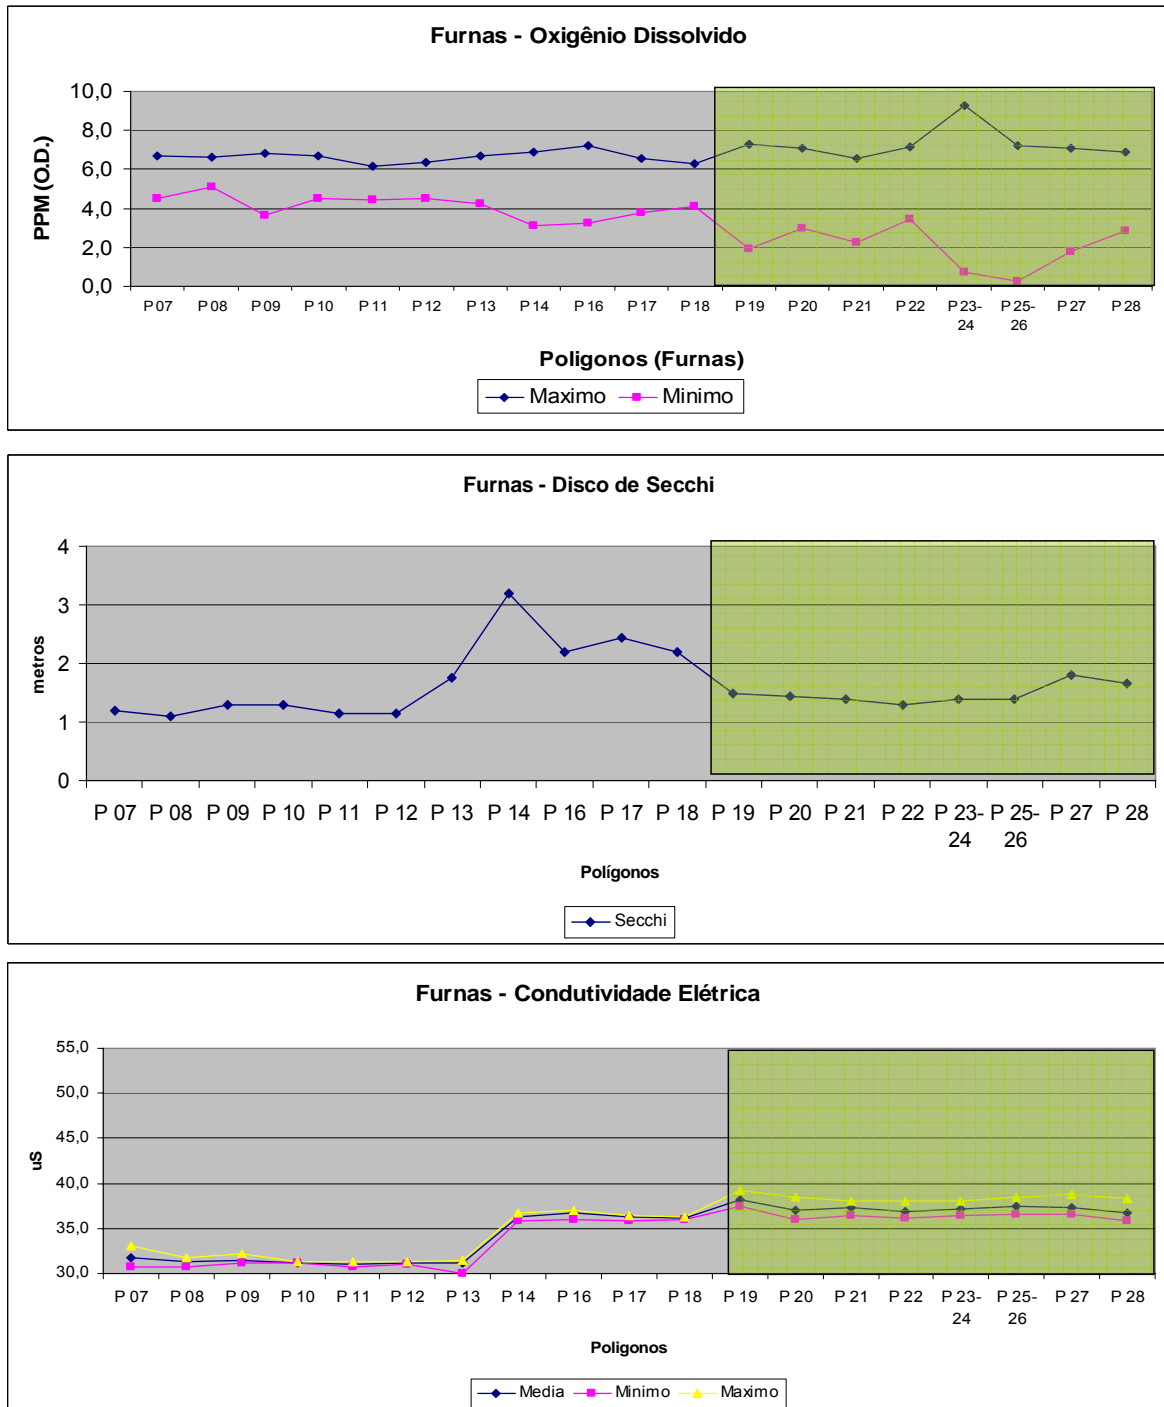 Furnas - Oxigênio Dissolvido
10,0
8,0
6,0
4,0
2,0
0,0
PPM (O.D.)
P 07 P 08 P 09 P 10 P 11 P 12 P 13 P 14 P 16 P 17 P 18 P 19 P 20 P 21 P 22 P 23-24 P 25-26 P 27 P 28
Poligonos (Furnas)
Maximo Minimo
Furnas - Disco de Secchi
4
3
2
1
0
metros
P 07 P 08 P 09 P 10 P 11 P 12 P 13 P 14 P 16 P 17 P 18 P 19 P 20 P 21 P 22 P 23-24 P 25-26 P 27 P 28
Polígonos
Secchi
Furnas - Condutividade Elétrica
55,0
50,0
45,0
40,0
35,0
30,0
uS
P 07 P 08 P 09 P 10 P 11 P 12 P 13 P 14 P 16 P 17 P 18 P 19 P 20 P 21 P 22 P 23-24 P 25-26 P 27 P 28
Poligonos
Media Minimo Maximo